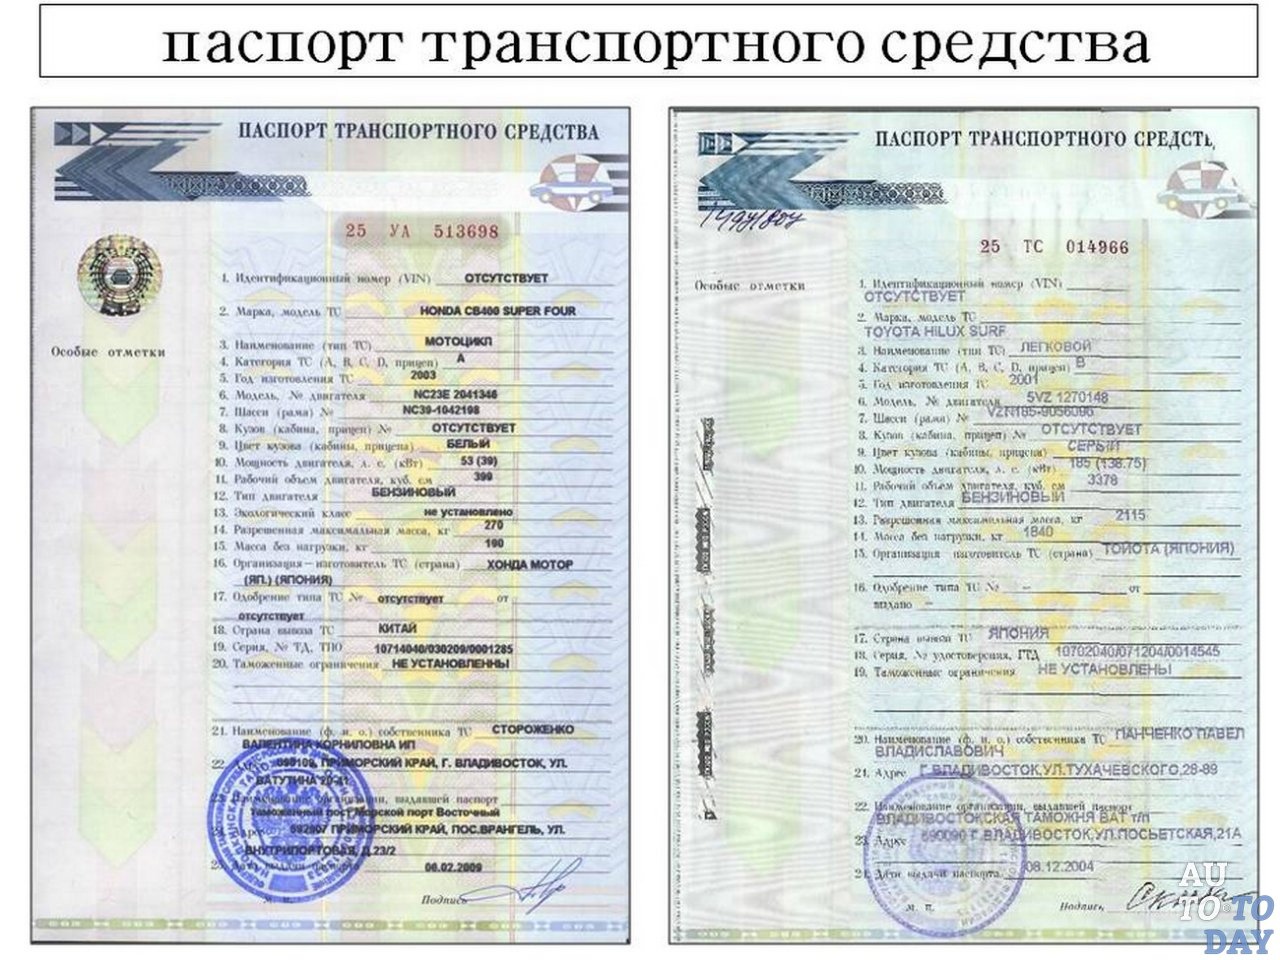 паспорт транспортного средства
ПАСПОРТ ТРАНСПОРТНОГО СРЕДСТВА
25 УА 513698
Особые отметки
1. Идентификационный номер (VIN) ОТСУТСТВУЕТ
2. Марка, модель ТС HONDA CB400 SUPER FOUR
3. Наименование (тип ТС) МОТОЦИКЛ
4. Категория ТС (A, B, C, D, прицеп) A
5. Год изготовления ТС 2003
6. Модель, № двигателя NC23E 2041346
7. Шасси (рама) № NC39-1042198
8. Кузов (кабина, прицеп) № ОТСУТСТВУЕТ
9. Цвет кузова (кабины, прицепа) БЕЛЫЙ
10. Мощность двигателя, л. с. (кВт) 53 (39)
11. Рабочий объем двигателя, куб. см 399
12. Тип двигателя БЕНЗИНОВЫЙ
13. Экологический класс не установлено
14. Разрешенная максимальная масса, кг 270
15. Масса без нагрузки, кг 190
16. Организация-изготовитель ТС (страна) ХОНДА МОТОР
(ЯП.) (ЯПОНИЯ)
17. Одобрение типа ТС № отсутствует от
отсутствует
18. Страна вывоза ТС КИТАЙ
19. Серия, № ТД, ТПО 10714040/030209/0001285
20. Таможенные ограничения НЕ УСТАНОВЛЕННЫ
21. Наименование (ф. и. о.) собственника ТС СТОРОЖЕНКО
ВАЛЕНТИНА КОРНИЛОВНА ИП
22. ПРИМОРСКИЙ КРАЙ, Г. ВЛАДИВОСТОК, УЛ.
ВАТУТИНА
Наименование организации, выдавшей паспорт
Таможенный пост Морской порт Восточный
692907 ПРИМОРСКИЙ КРАЙ, ПОС.ВРАНГЕЛЬ, УЛ.
ВНУТРИПОРТОВАЯ, Д.23/2
.02.2009
Подпись
м. п.
ПАСПОРТ ТРАНСПОРТНОГО СРЕДСТ
25 ТС 014966
Особые отметки
1. Идентификационный номер (VIN)
ОТСУТСТВУЕТ
2. Марка, модель ТС
TOYOTA HILUX SURF
3. Наименование (тип ТС) ЛЕГКОВОЙ
4. Категория ТС (A, B, C, D, прицеп) B
5. Год изготовления ТС 2001
6. Модель, № двигателя 5VZ 1270148
7. Шасси (рама) № VZN185-9056096
8. Кузов (кабина, прицеп) № ОТСУТСТВУЕТ
9. Цвет кузова (кабины, прицепа) СЕРЫЙ
10. Мощность двигателя, л. с. (кВт) 185 (138.75)
11. Рабочий объем двигателя, куб. см 3378
12. Тип двигателя БЕНЗИНОВЫЙ
13. Разрешенная максимальная масса, кг 2115
14. Масса без нагрузки, кг 1840
15. Организация-изготовитель ТС (страна) ТОЙОТА (ЯПОНИЯ)
16. Одобрение типа ТС № – от
выдано –
17. Страна вывоза ТС ЯПОНИЯ
18. Серия, № удостоверения, ГТД 10702040/071204/0014545
19. Таможенные ограничения НЕ УСТАНОВЛЕНЫ
20. Наименование (ф. и. о.) собственника ТС ПАНЧЕНКО ПАВЕЛ
ВЛАДИСЛАВОВИЧ
21. Адрес Г.ВЛАДИВОСТОК,УЛ.ТУХАЧЕВСКОГО,28-89
22. Наименование организации, выдавшей паспорт
ВЛАДИВОСТОКСКАЯ ТАМОЖНЯ ВАТ т/п
23. Адрес 690090 Г.ВЛАДИВОСТОК,УЛ.ПОСЬЕТСКАЯ,21А
24. Дата выдачи паспорта 08.12.2004
м. п. Подпись
AUTO TODAY